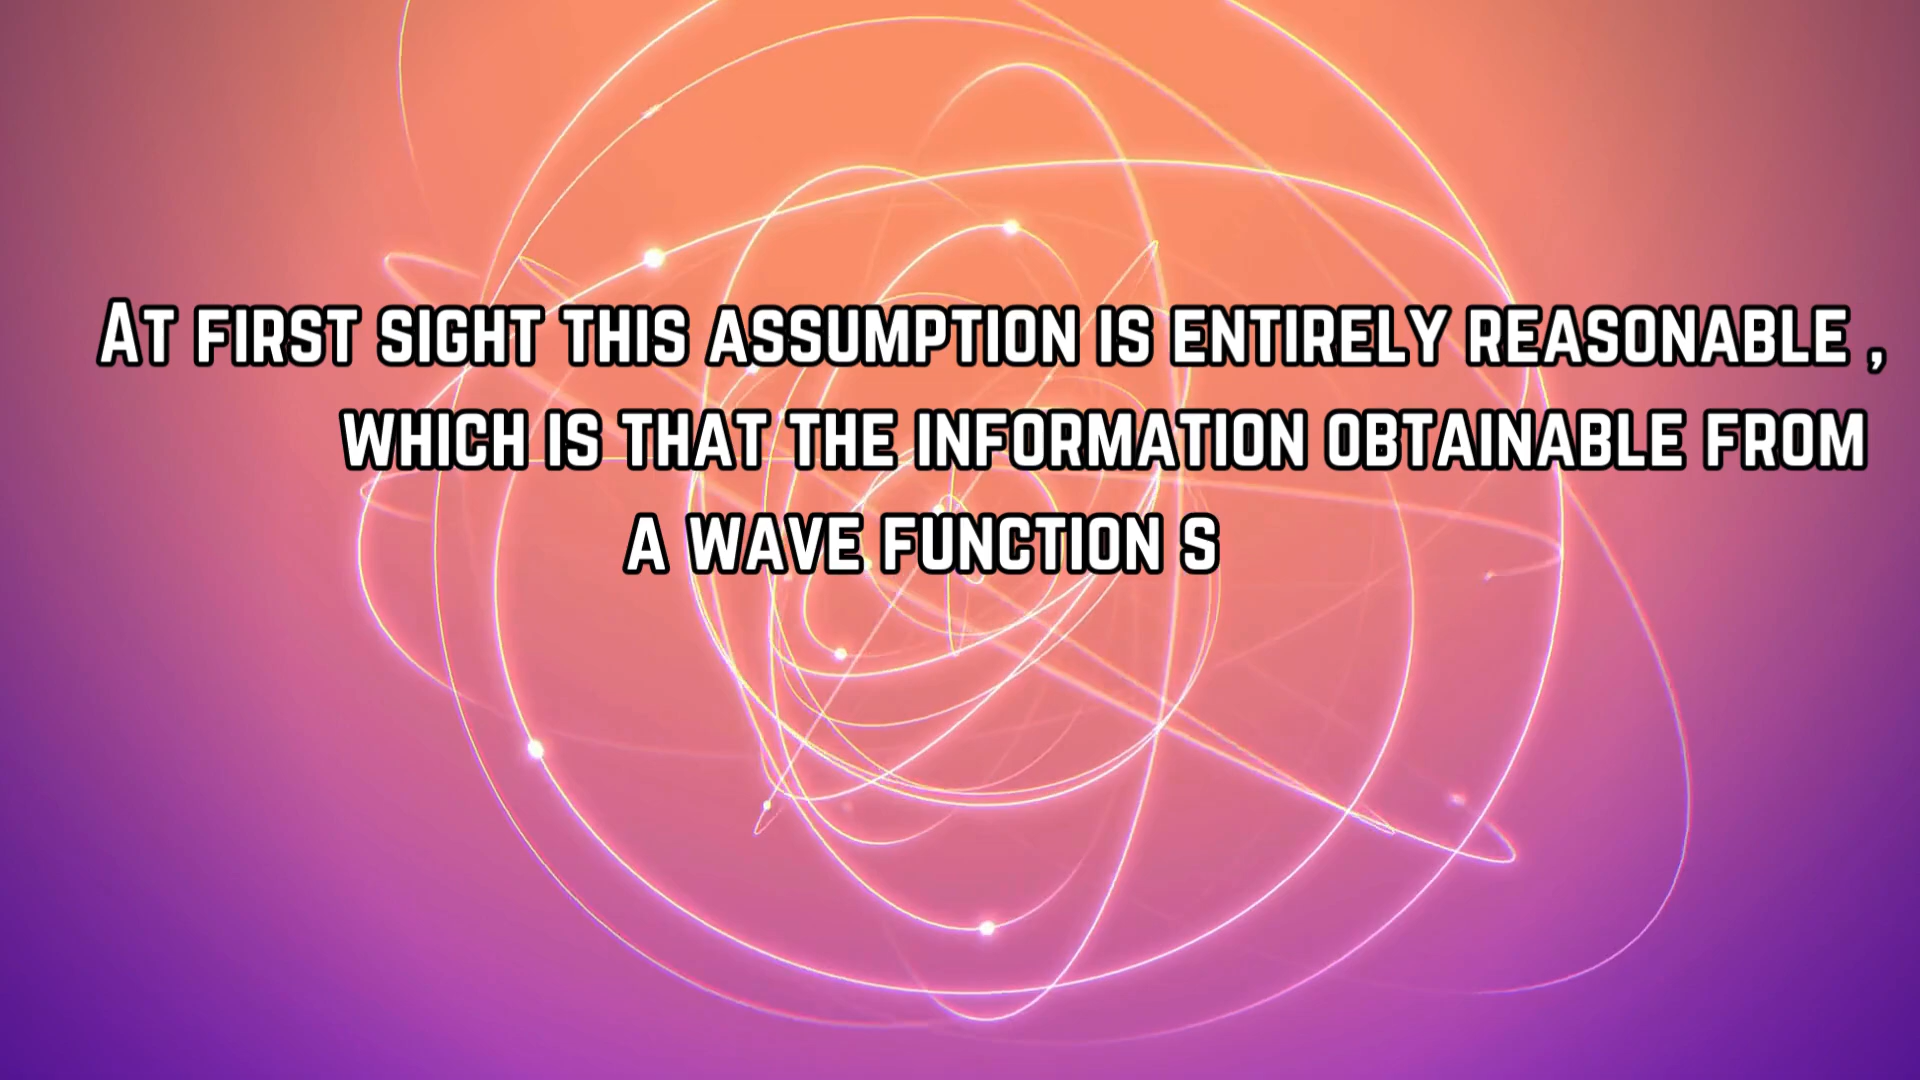 At first sight this assumption is entirely reasonable ,
which is that the information obtainable from
a wave function s